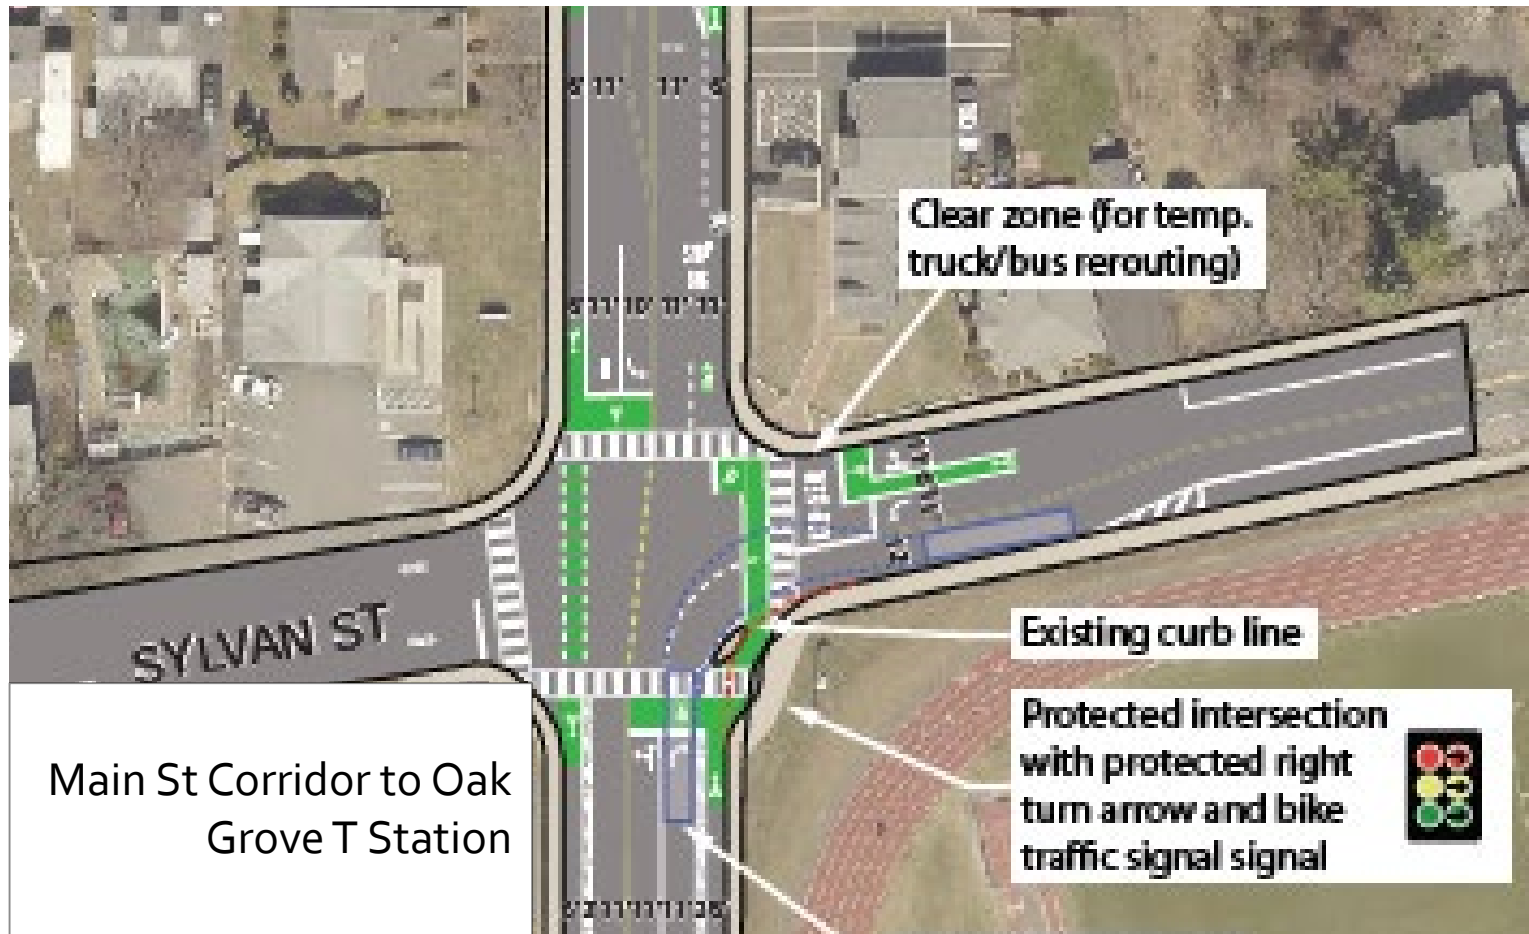 Clear zone (for temp.
truck/bus rerouting)
SYLVAN ST
Existing curb line
Protected intersection
with protected right
turn arrow and bike
traffic signal signal
Main St Corridor to Oak
Grove T Station